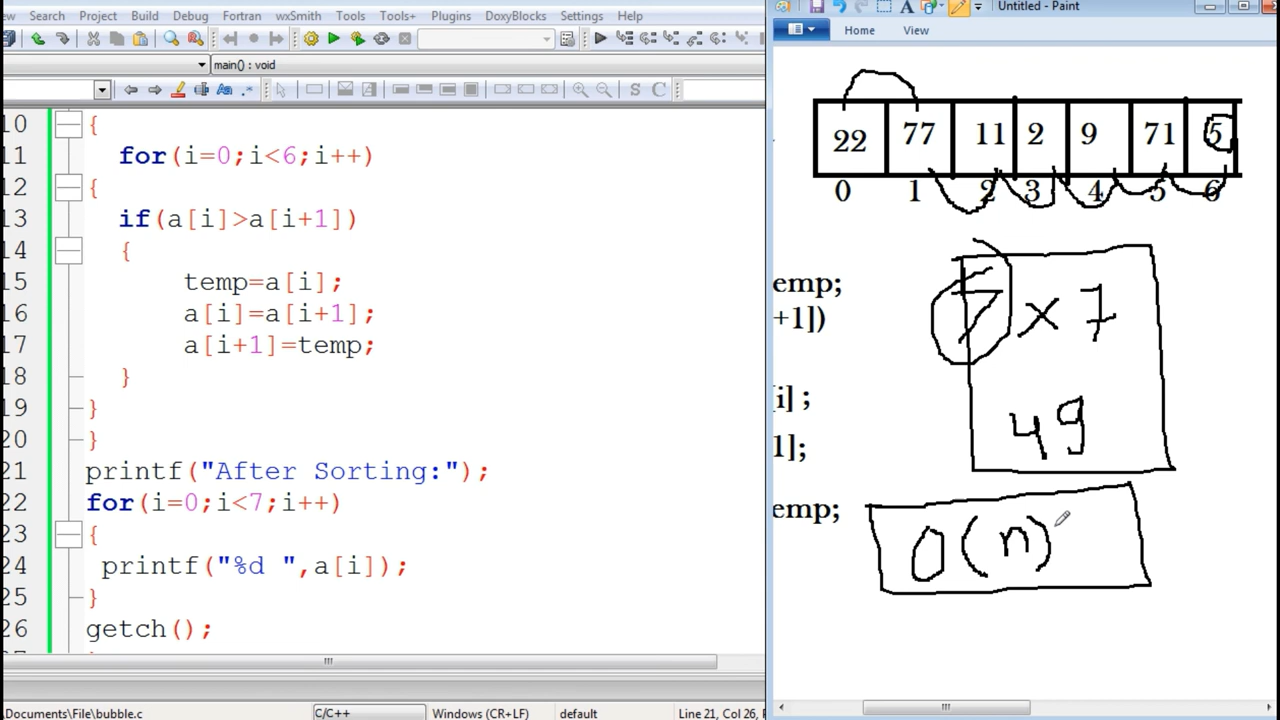 View Search Project Build Debug Fortran wxSmith Tools Tools+ Plugins DoxyBlocks Settings Help
main() : void
10 {
11 for(i=0;i<6;i++)
12 {
13 if(a[i]>a[i+1])
14 {
15 temp=a[i];
16 a[i]=a[i+1];
17 a[i+1]=temp;
18 }
19 }
20 }
21 printf("After Sorting:");
22 for(i=0;i<7;i++)
23 {
24 printf("%d ",a[i]);
25 }
26 getch();
Documents\File\bubble.c C/C++ Windows (CR+LF) default Line 21, Col 26,
Untitled - Paint
Home View
22 77 11 2 9 71 5
0 1 2 3 4 5 6
emp;
+1])
7 x 7
[i] ;
49
1];
emp;
O(n)